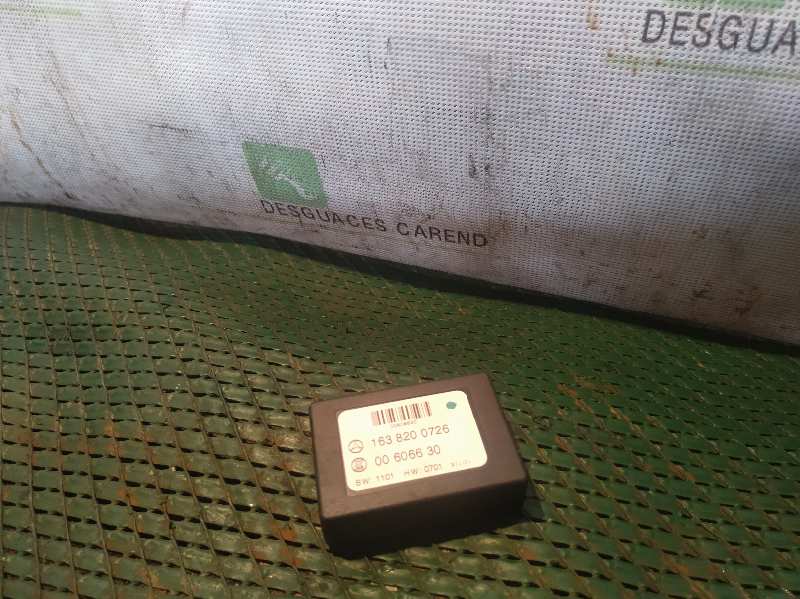 DESGUA
DESGUACES CAREND
163 820 0726
00 6066 30
SW: 1101 HW: 0701